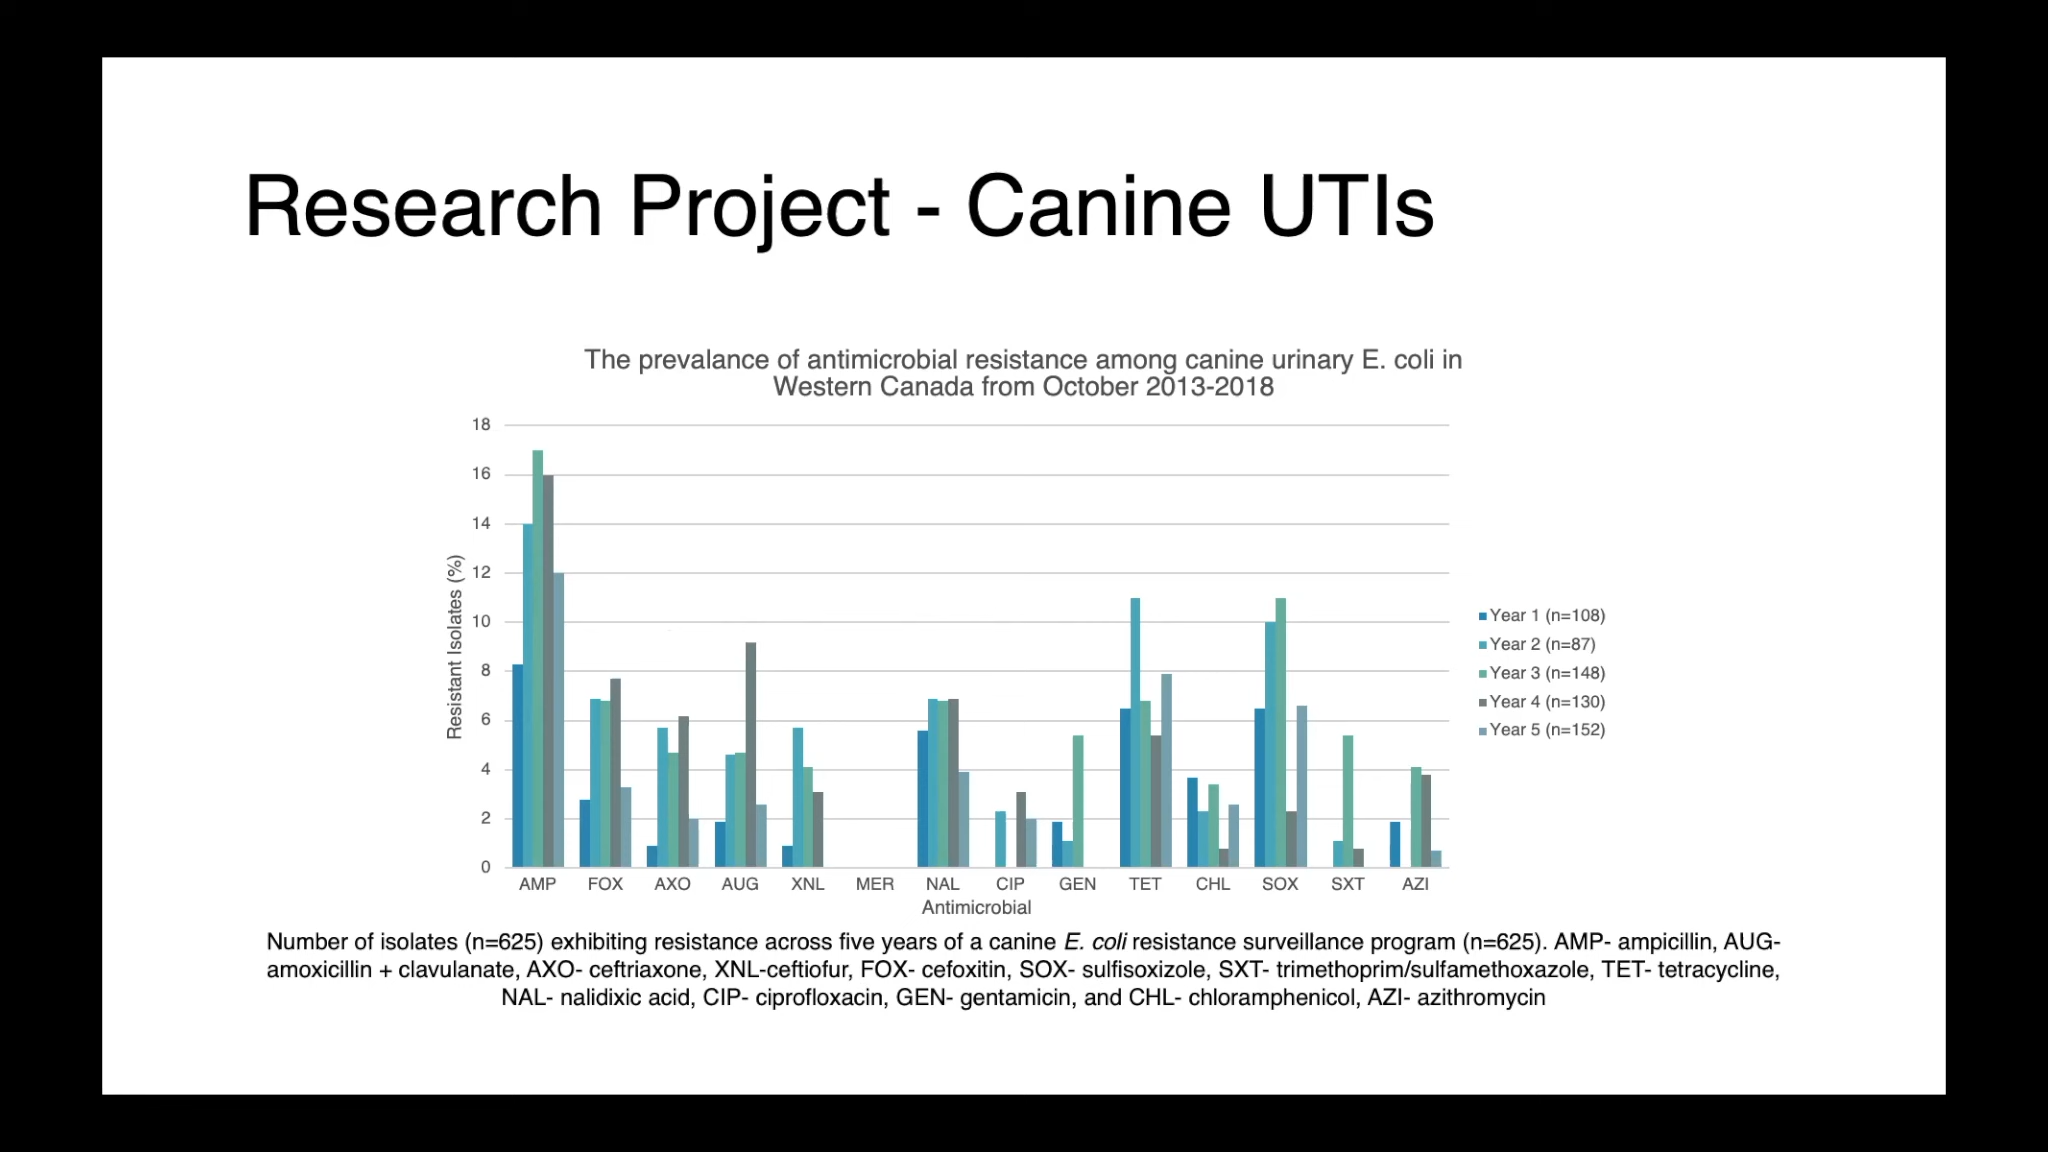 Research Project - Canine UTIs
The prevalance of antimicrobial resistance among canine urinary E. coli in
Western Canada from October 2013-2018
18
16
14
12
10
8
6
4
2
0
Resistant Isolates (%)
AMP FOX AXO AUG XNL MER NAL CIP GEN TET CHL SOX SXT AZI
Antimicrobial
Year 1 (n=108)
Year 2 (n=87)
Year 3 (n=148)
Year 4 (n=130)
Year 5 (n=152)
Number of isolates (n=625) exhibiting resistance across five years of a canine E. coli resistance surveillance program (n=625). AMP- ampicillin, AUG-
amoxicillin + clavulanate, AXO- ceftriaxone, XNL-ceftiofur, FOX- cefoxitin, SOX- sulfisoxizole, SXT- trimethoprim/sulfamethoxazole, TET- tetracycline,
NAL- nalidixic acid, CIP- ciprofloxacin, GEN- gentamicin, and CHL- chloramphenicol, AZI- azithromycin